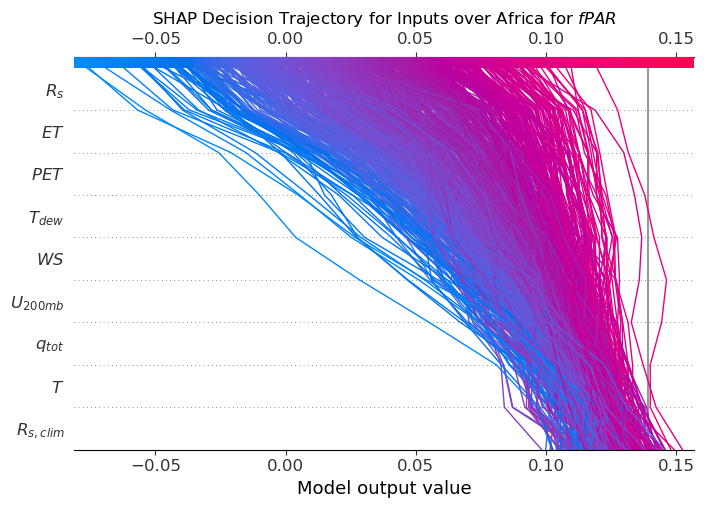 SHAP Decision Trajectory for Inputs over Africa for fPAR
−0.05 0.00 0.05 0.10 0.15
R_s
ET
PET
T_dew
WS
U_200mb
q_tot
T
R_s,clim
−0.05 0.00 0.05 0.10 0.15
Model output value